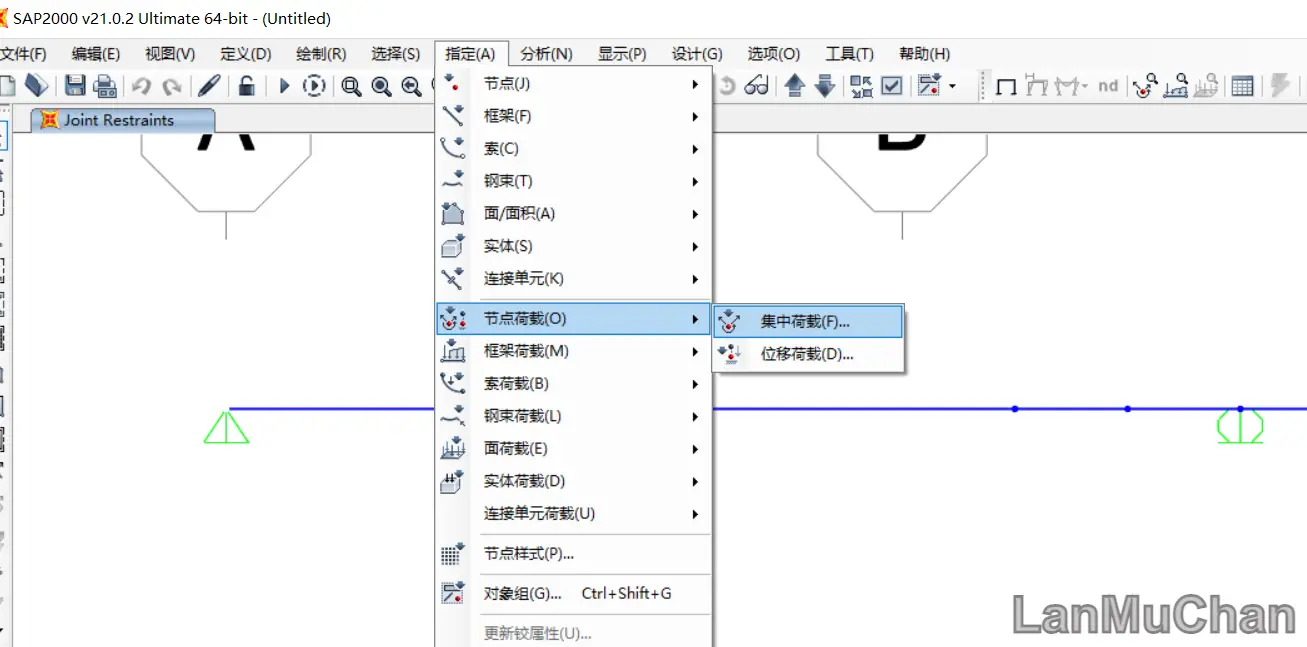 SAP2000 v21.0.2 Ultimate 64-bit - (Untitled)
文件(F) 编辑(E) 视图(V) 定义(D) 绘制(R) 选择(S) 指定(A) 分析(N) 显示(P) 设计(G) 选项(O) 工具(T) 帮助(H)
nd
Joint Restraints
A
B
节点(J)
框架(F)
索(C)
钢束(T)
面/面积(A)
实体(S)
连接单元(K)
节点荷载(O)
集中荷载(F)...
位移荷载(D)...
框架荷载(M)
索荷载(B)
钢束荷载(L)
面荷载(E)
实体荷载(D)
连接单元荷载(U)
节点样式(P)...
对象组(G)... Ctrl+Shift+G
更新铰属性(U)...
LanMuChan